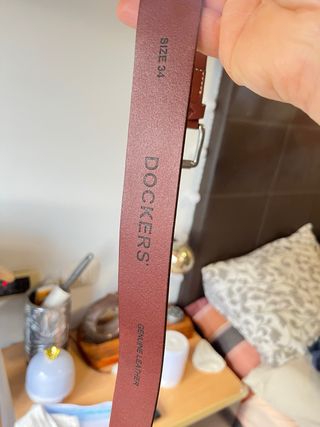 SIZE 34
DOCKERS®
GENUINE LEATHER